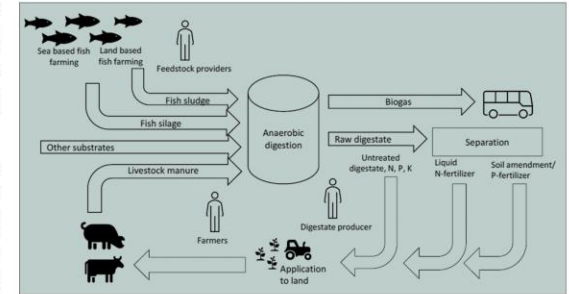 Sea based fish
farming
Land based
fish farming
Feedstock providers
Fish sludge
Fish silage
Other substrates
Livestock manure
Anaerobic
digestion
Biogas
Raw digestate
Separation
Untreated
digestate, N, P, K
Liquid
N-fertilizer
Soil amendment/
P-fertilizer
Farmers
Digestate producer
Application
to land